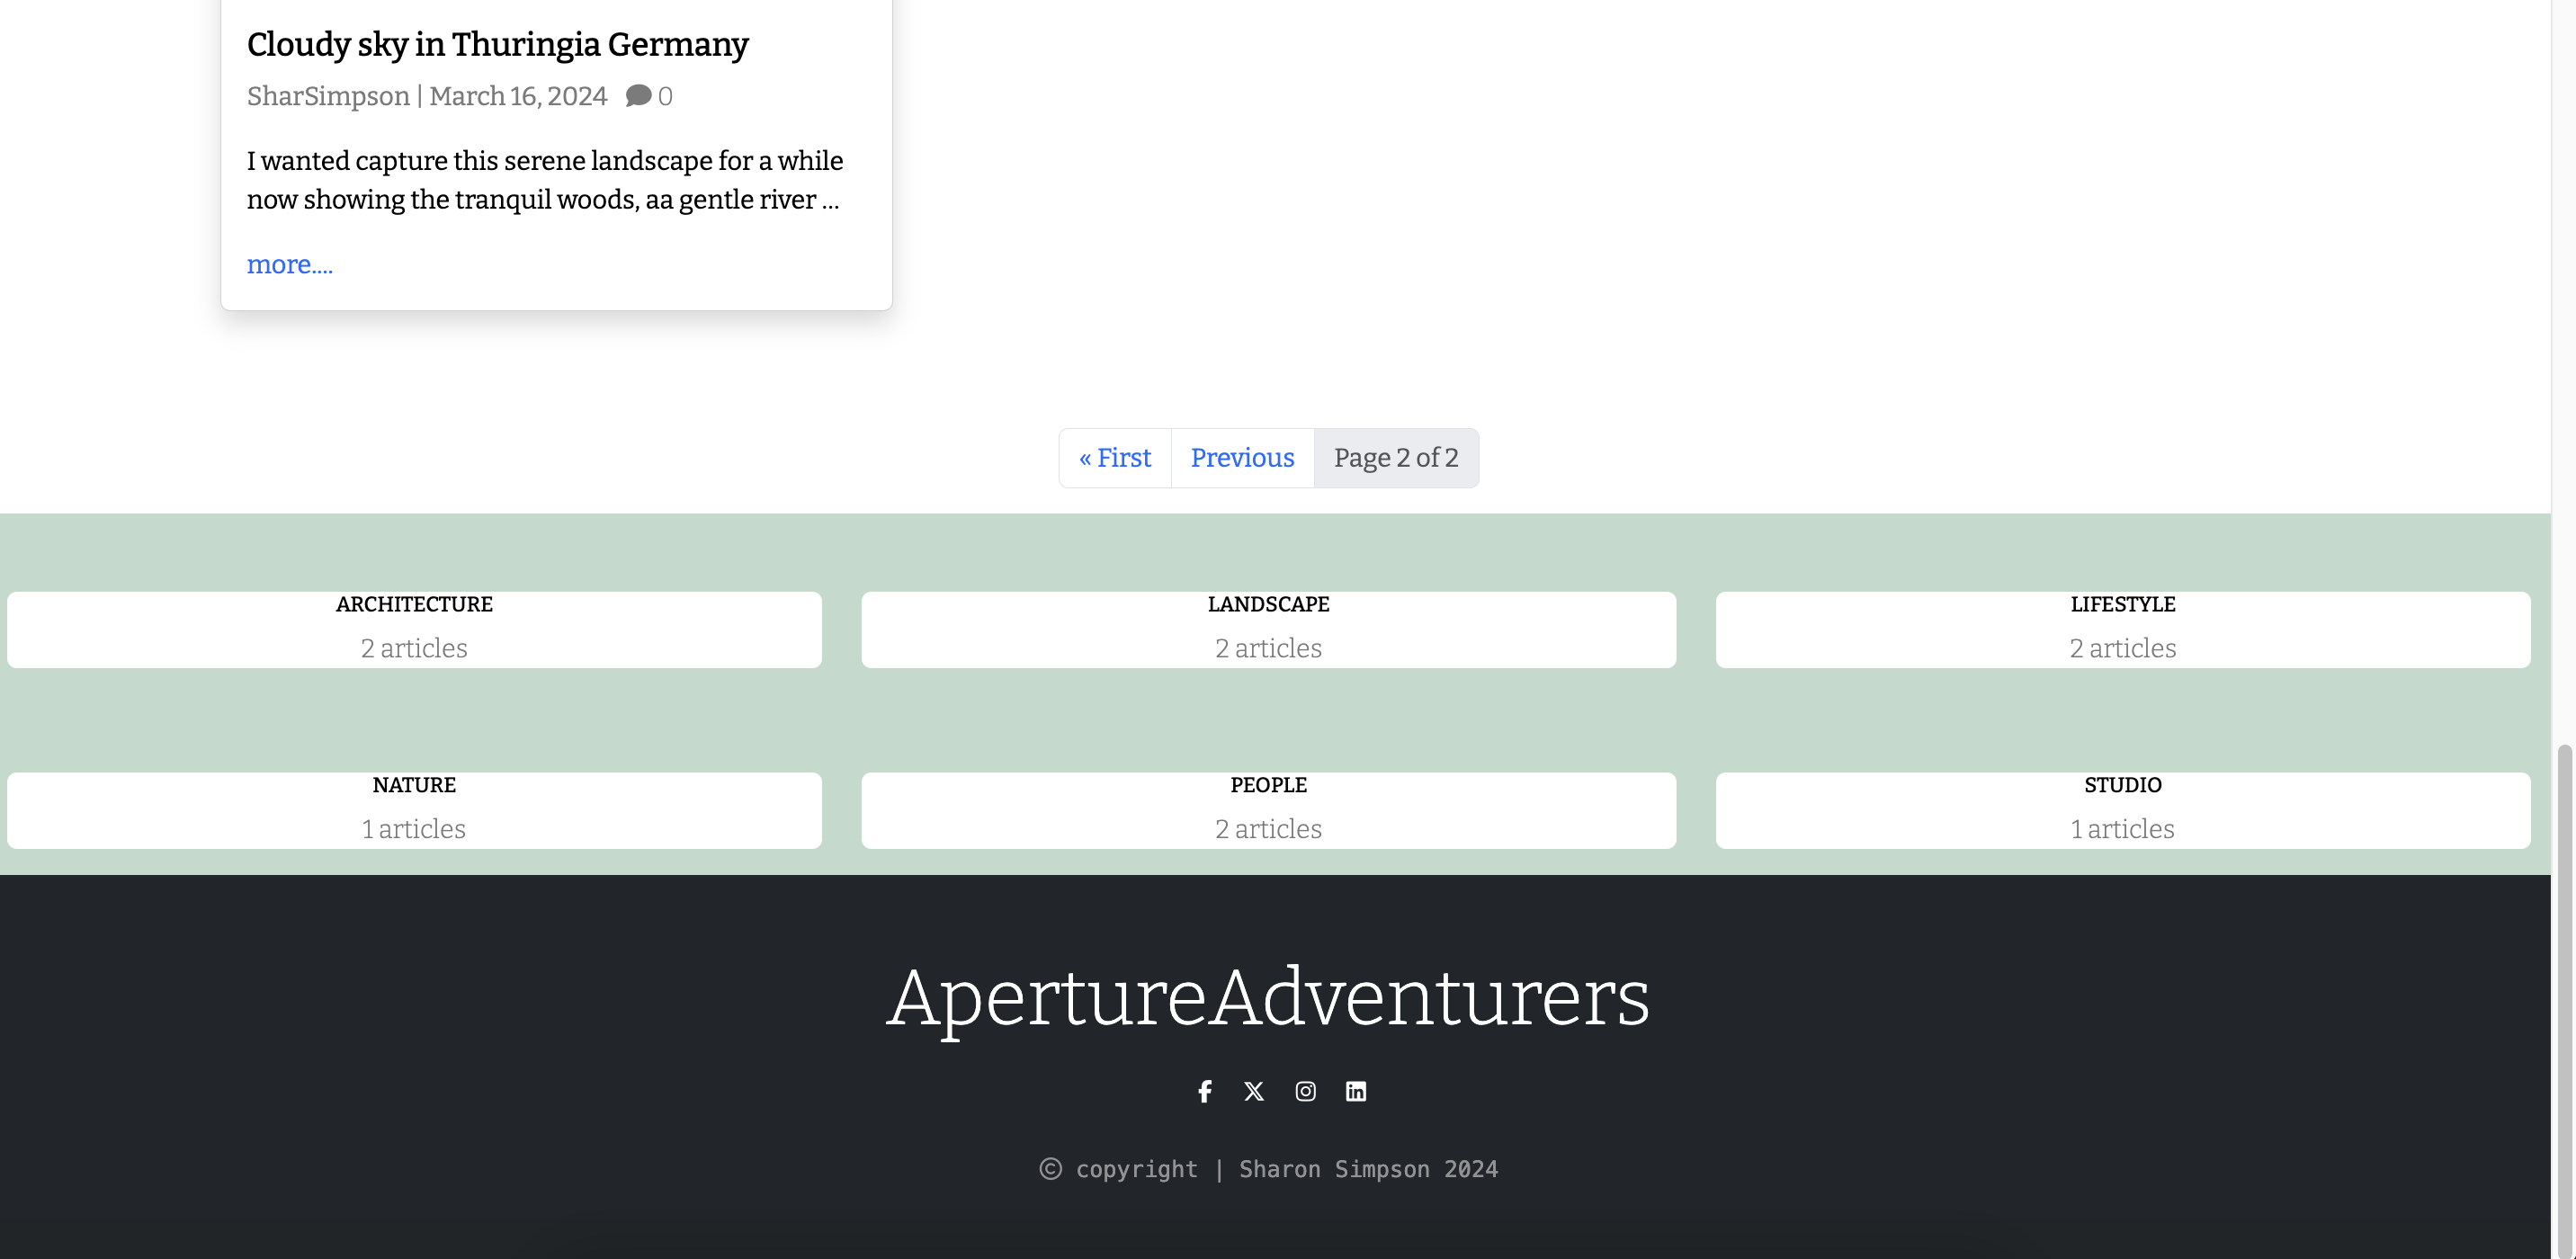 Cloudy sky in Thuringia Germany
SharSimpson | March 16, 2024 0
I wanted capture this serene landscape for a while
now showing the tranquil woods, aa gentle river ...
more....
« First Previous Page 2 of 2
ARCHITECTURE LANDSCAPE LIFESTYLE
2 articles 2 articles 2 articles
NATURE PEOPLE STUDIO
1 articles 2 articles 1 articles
ApertureAdventurers
© copyright | Sharon Simpson 2024